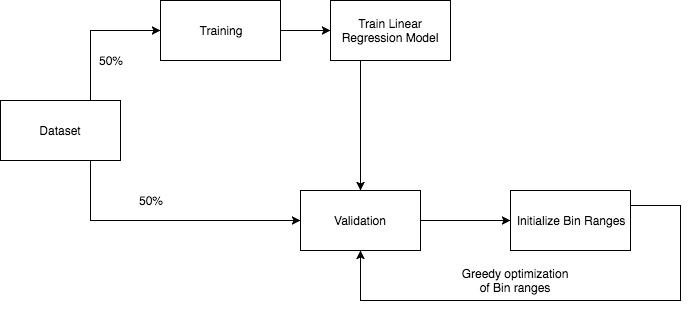 Training
Train Linear
Regression Model
50%
Dataset
50%
Validation
Initialize Bin Ranges
Greedy optimization
of Bin ranges